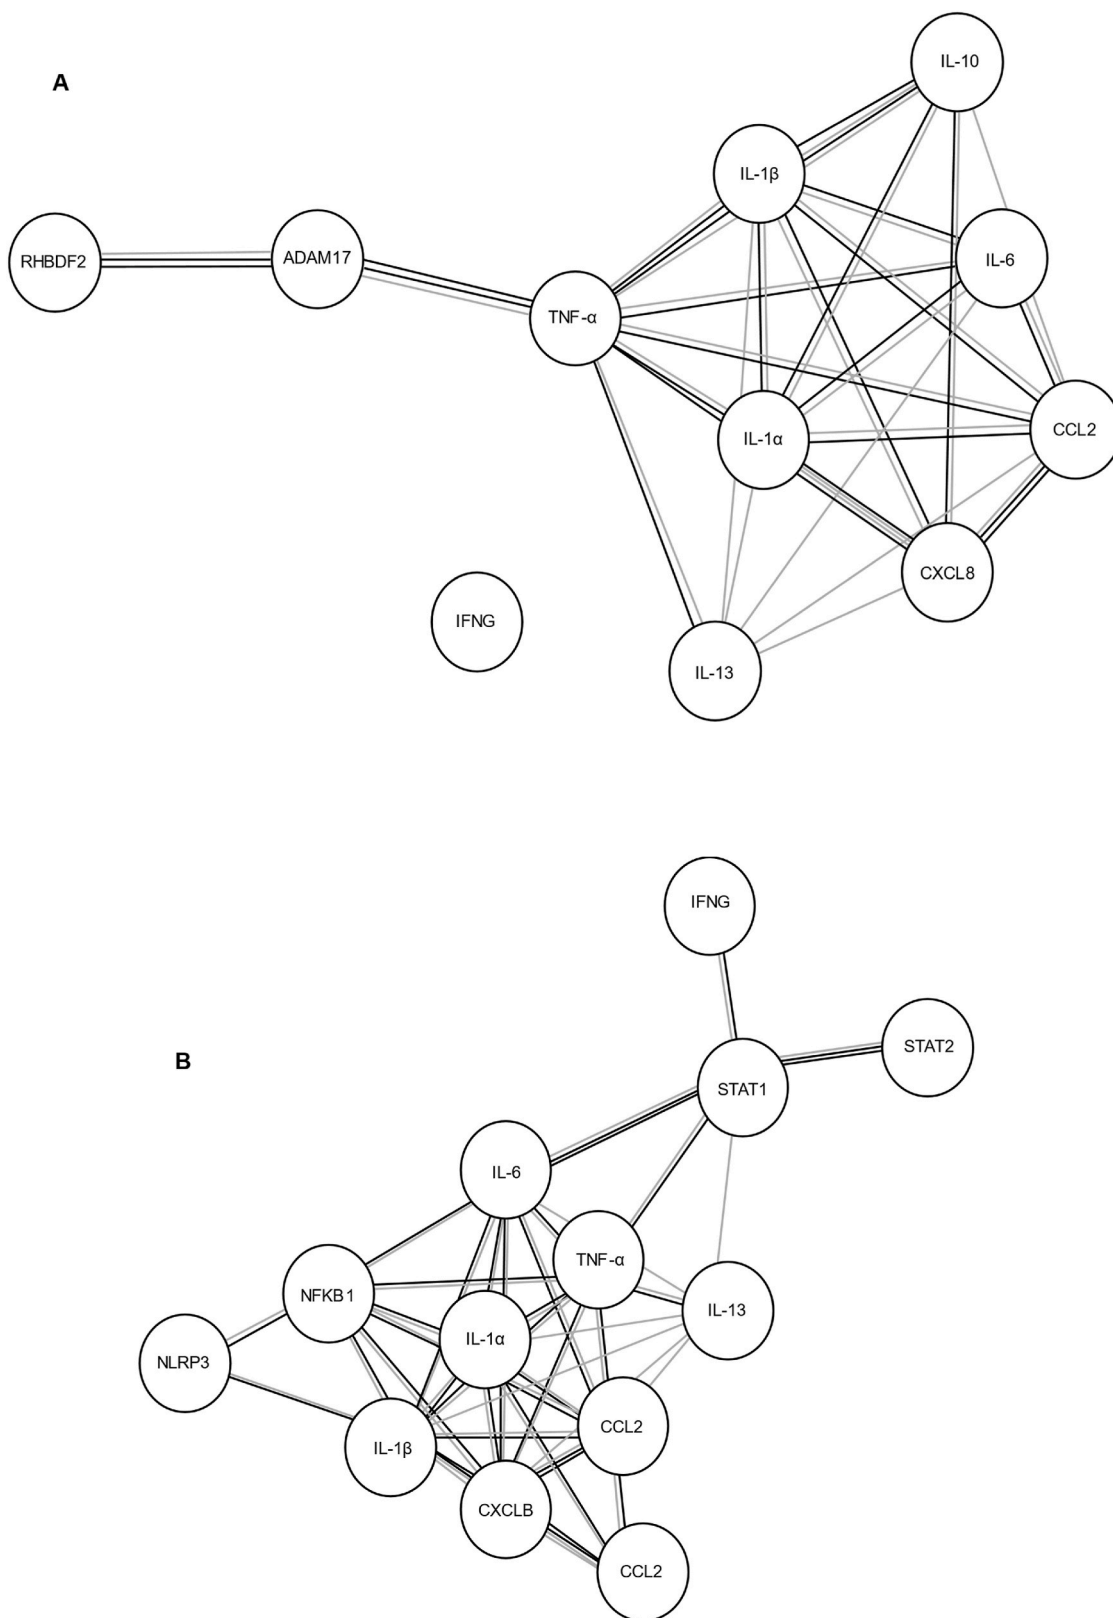 A
IL-10
IL-1β
RHBDF2
ADAM17
IL-6
TNF-α
IL-1α
CCL2
CXCL8
IFNG
IL-13
IFNG
B
STAT2
STAT1
IL-6
TNF-α
NFKB1
IL-13
IL-1α
NLRP3
CCL2
IL-1β
CXCLB
CCL2